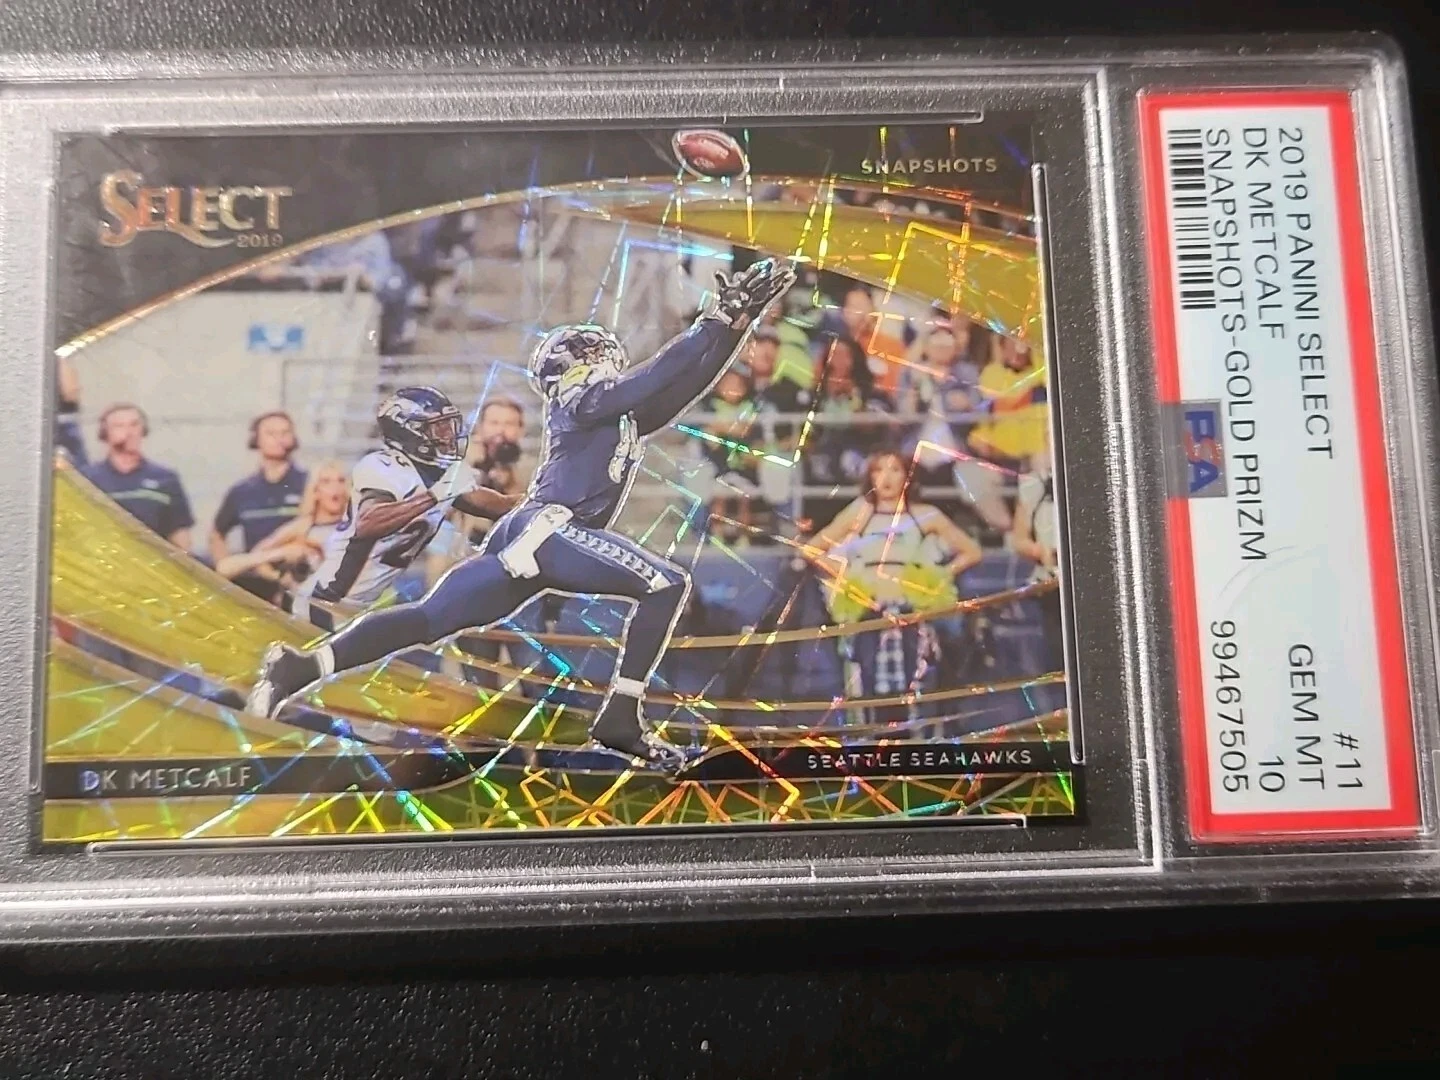 SELECT
2019
SNAPSHOTS
DK METCALF
SEATTLE SEAHAWKS
2019 PANINI SELECT #11
DK METCALF GEM MT
SNAPSHOTS-GOLD PRIZM 10
99467505
PSA